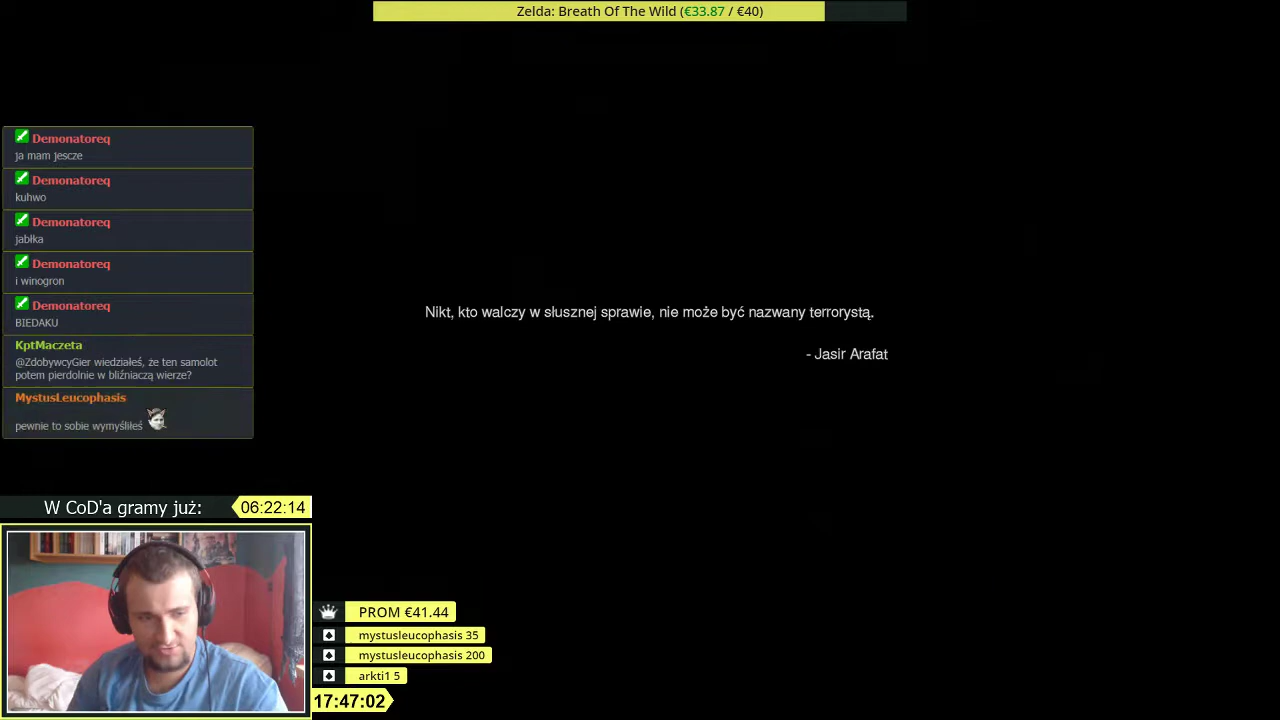 Zelda: Breath Of The Wild (€33.87 / €40)
Demonatoreq
ja mam jescze
Demonatoreq
kuhwo
Demonatoreq
jabłka
Demonatoreq
i winogron
Demonatoreq
BIEDAKU
KptMaczeta
@ZdobywcyGier wiedziałeś, że ten samolot
potem pierdolnie w bliźniaczą wierze?
MystusLeucophasis
pewnie to sobie wymyśliłeś
Nikt, kto walczy w słusznej sprawie, nie może być nazwany terrorystą.
- Jasir Arafat
W CoD'a gramy już:
06:22:14
PROM €41.44
mystusleucophasis 35
mystusleucophasis 200
arkti1 5
17:47:02